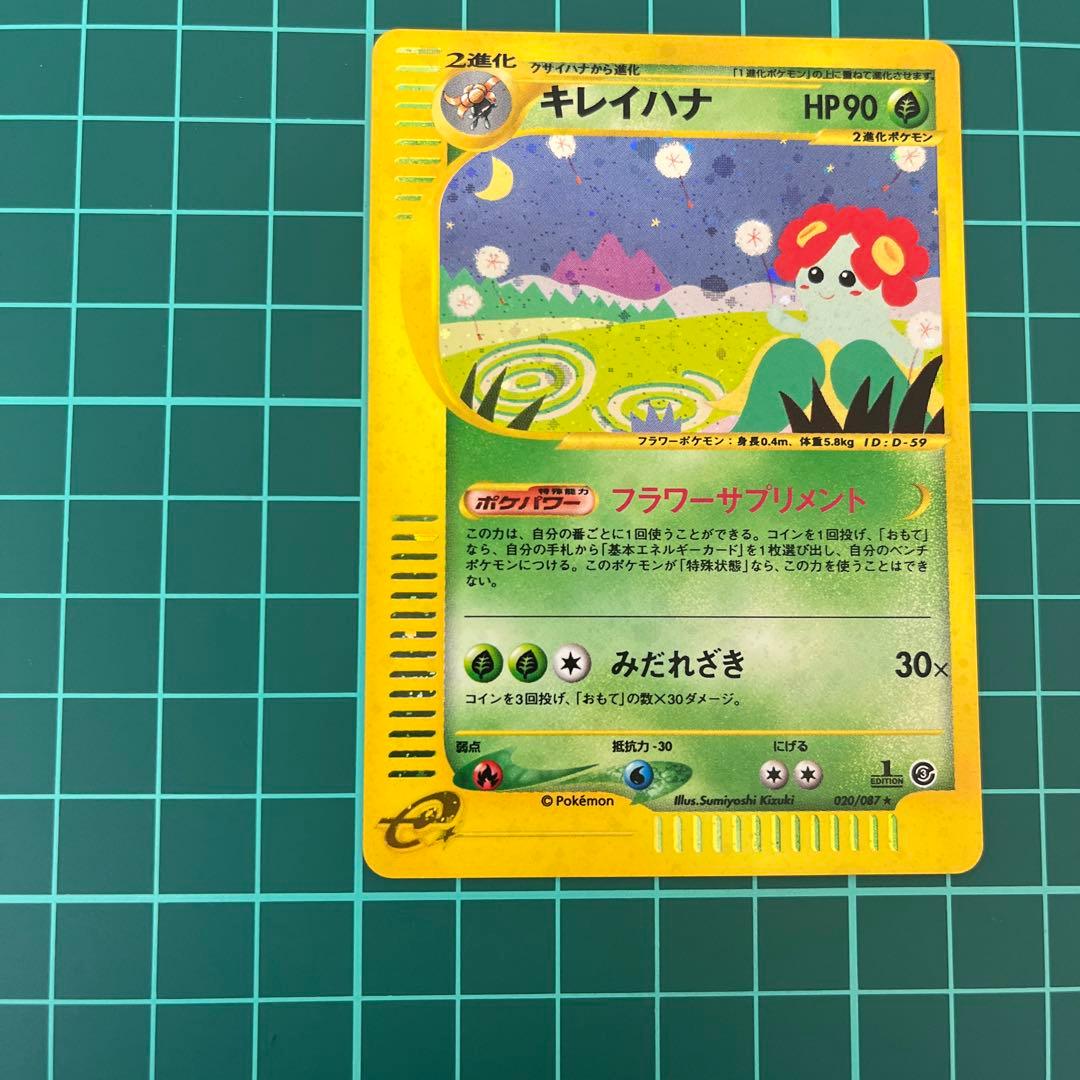 2進化
クサイハナから進化
「1進化ポケモン」の上に重ねて進化させます。
キレイハナ
HP90
2進化ポケモン
フラワーポケモン：身長0.4m、体重5.8kg ID:D-59
特殊能力
ポケパワー
フラワーサプリメント
この力は、自分の番ごとに1回使うことができる。コインを1回投げ、「おもて」
なら、自分の手札から「基本エネルギーカード」を1枚選び出し、自分のベンチ
ポケモンにつける。このポケモンが「特殊状態」なら、この力を使うことはでき
ない。
みだれざき
30×
コインを3回投げ、「おもて」の数×30ダメージ。
弱点
抵抗力 -30
にげる
1
EDITION
3
© Pokémon
Illus. Sumiyoshi Kizuki
020/087 ★
e